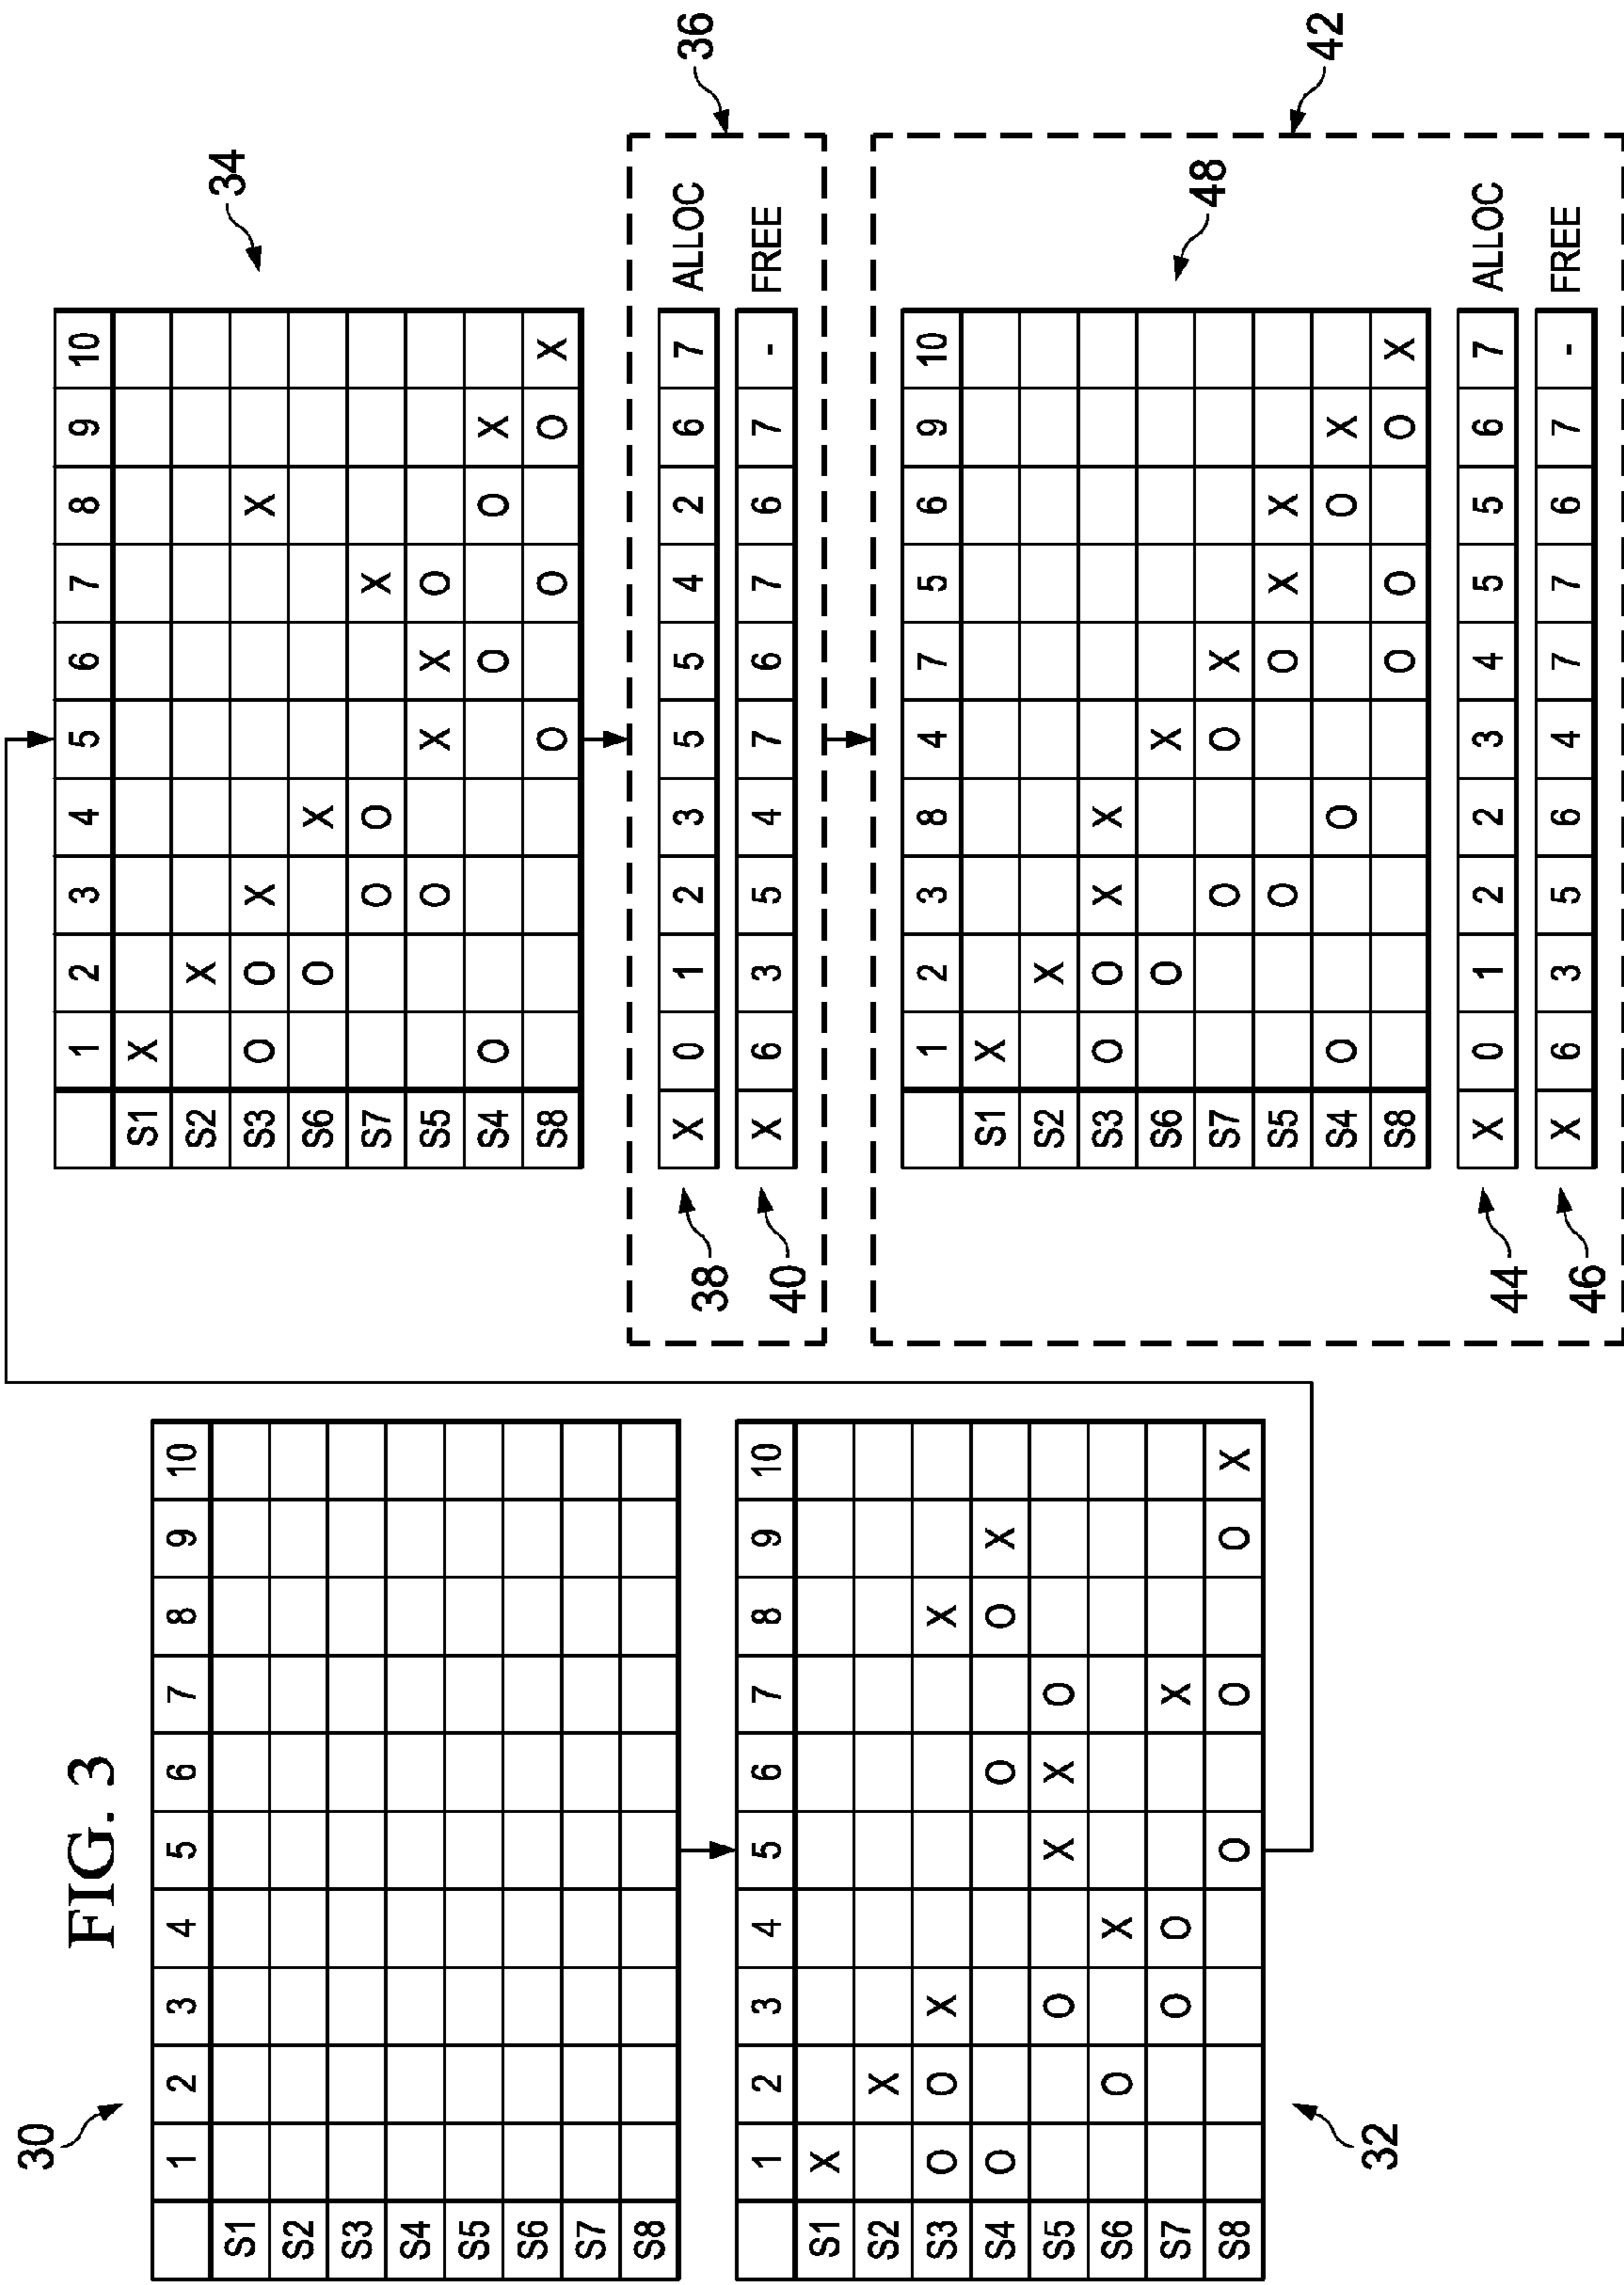 FIG. 3
30
1 2 3 4 5 6 7 8 9 10
S1
S2
S3
S4
S5
S6
S7
S8
1 2 3 4 5 6 7 8 9 10
S1 X
S2 X
S3 O O X X
S4 O O O X
S5 O X X O
S6 O X
S7 O O X
S8 O O O X
32
34
1 2 3 4 5 6 7 8 9 10
S1 X
S2 X
S3 O O X X
S6 O X
S7 O O X
S5 O X X O
S4 O O O X
S8 O O O X
36
38 X 0 1 2 3 5 5 4 2 6 7 ALLOC
40 X 6 3 5 4 7 6 7 6 7 - FREE
42
48
1 2 3 8 4 7 5 6 9 10
S1 X
S2 X
S3 O O X X
S6 O X
S7 O O X
S5 O O X X
S4 O O O X
S8 O O O X
44 X 0 1 2 2 3 4 5 5 6 7 ALLOC
46 X 6 3 5 6 4 7 7 6 7 - FREE